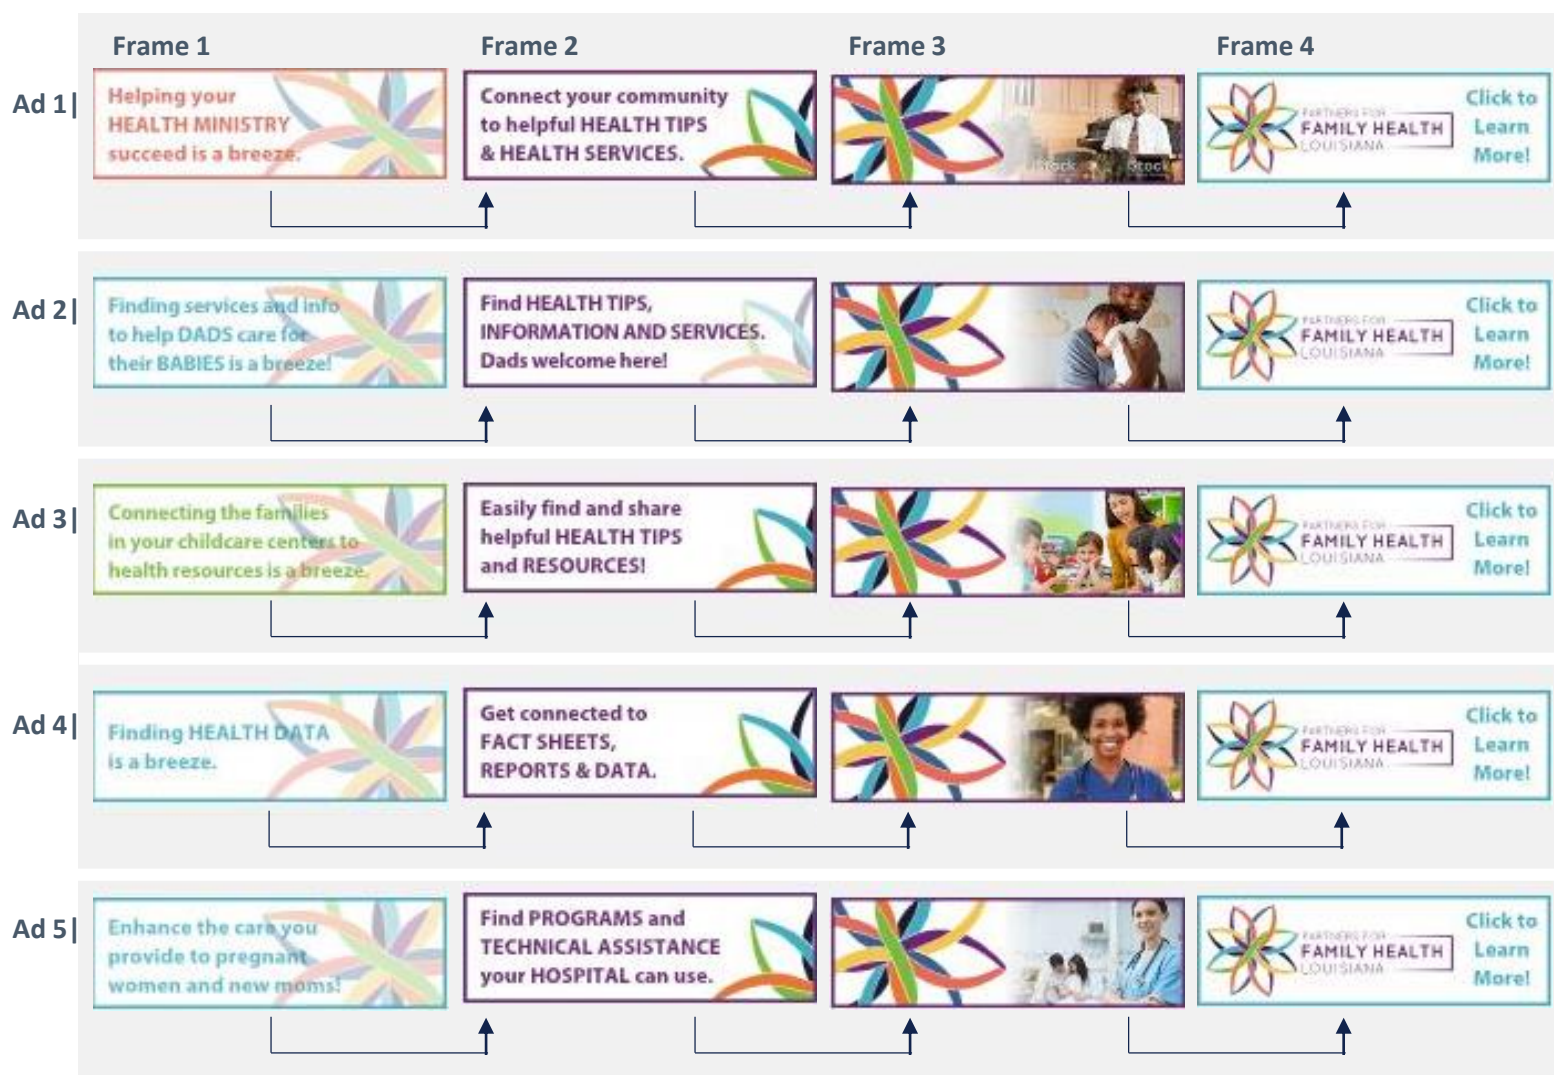 Frame 1
Frame 2
Frame 3
Frame 4
Ad 1|
Helping your
HEALTH MINISTRY
succeed is a breeze.
Connect your community
to helpful HEALTH TIPS
& HEALTH SERVICES.
iStock
iStock
PARTNERS FOR
FAMILY HEALTH
LOUISIANA
Click to
Learn
More!
Ad 2|
Finding services and info
to help DADS care for
their BABIES is a breeze!
Find HEALTH TIPS,
INFORMATION AND SERVICES.
Dads welcome here!
PARTNERS FOR
FAMILY HEALTH
LOUISIANA
Click to
Learn
More!
Ad 3|
Connecting the families
in your childcare centers to
health resources is a breeze.
Easily find and share
helpful HEALTH TIPS
and RESOURCES!
PARTNERS FOR
FAMILY HEALTH
LOUISIANA
Click to
Learn
More!
Ad 4|
Finding HEALTH DATA
is a breeze.
Get connected to
FACT SHEETS,
REPORTS & DATA.
PARTNERS FOR
FAMILY HEALTH
LOUISIANA
Click to
Learn
More!
Ad 5|
Enhance the care you
provide to pregnant
women and new moms!
Find PROGRAMS and
TECHNICAL ASSISTANCE
your HOSPITAL can use.
PARTNERS FOR
FAMILY HEALTH
LOUISIANA
Click to
Learn
More!